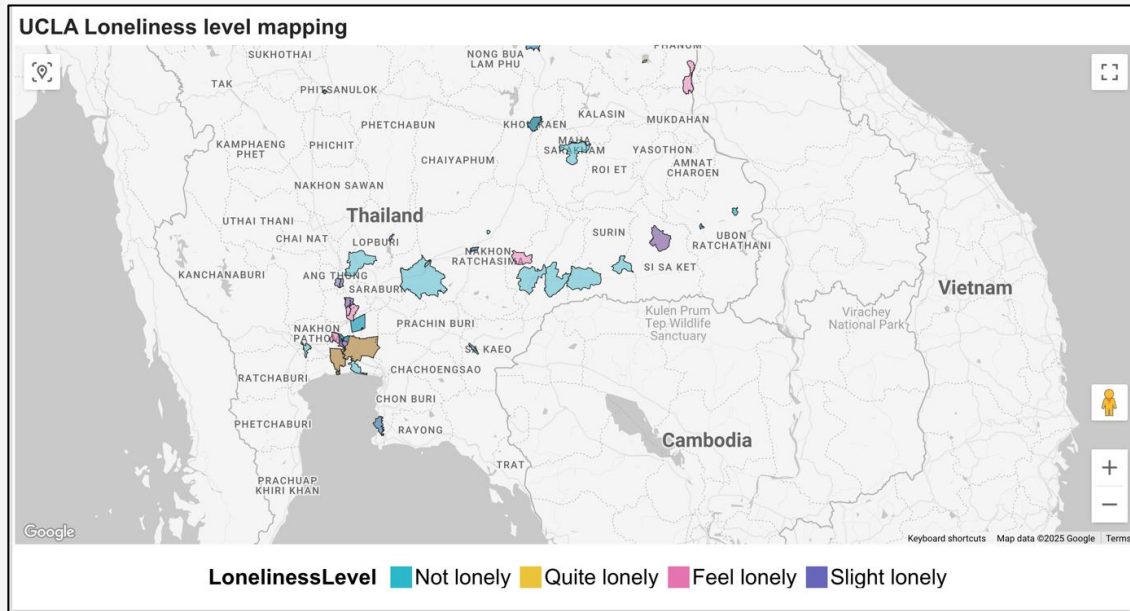 UCLA Loneliness level mapping
SUKHOTHAI
NONG BUA
LAM PHU
PHANOM
TAK
PHITSANULOK
PHETCHABUN
KHON KAEN
KALASIN
MUKDAHAN
KAMPHAENG
PHET
PHICHIT
CHAIYAPHUM
MAHA
SARAKHAM
ROI ET
YASOTHON
AMNAT
CHAROEN
NAKHON SAWAN
UTHAI THANI
Thailand
CHAI NAT
LOPBURI
SURIN
UBON
RATCHATHANI
NAKHON
RATCHASIMA
SI SA KET
KANCHANABURI
ANG THONG
SARABURI
Vietnam
Kulen Prum
Tep Wildlife
Sanctuary
Virachey
National Park
NAKHON
PATHOM
PRACHIN BURI
SA KAEO
RATCHABURI
CHACHOENGSAO
CHON BURI
PHETCHABURI
RAYONG
Cambodia
TRAT
PRACHUAP
KHIRI KHAN
Google
Keyboard shortcuts Map data ©2025 Google Terms
LonelinessLevel Not lonely Quite lonely Feel lonely Slight lonely